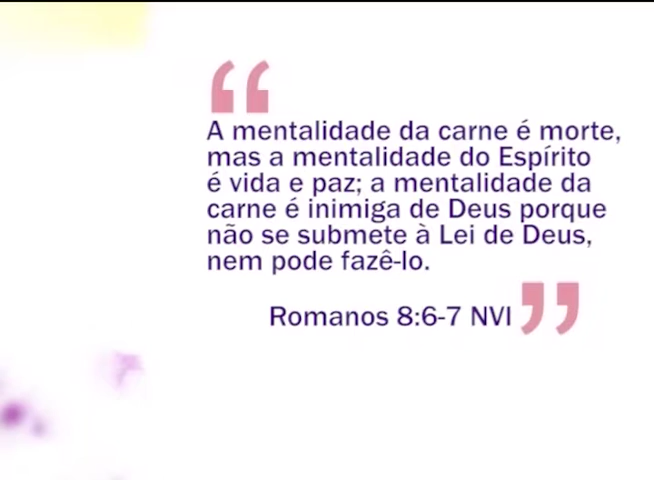 “
A mentalidade da carne é morte,
mas a mentalidade do Espírito
é vida e paz; a mentalidade da
carne é inimiga de Deus porque
não se submete à Lei de Deus,
nem pode fazê-lo.
Romanos 8:6-7 NVI ”